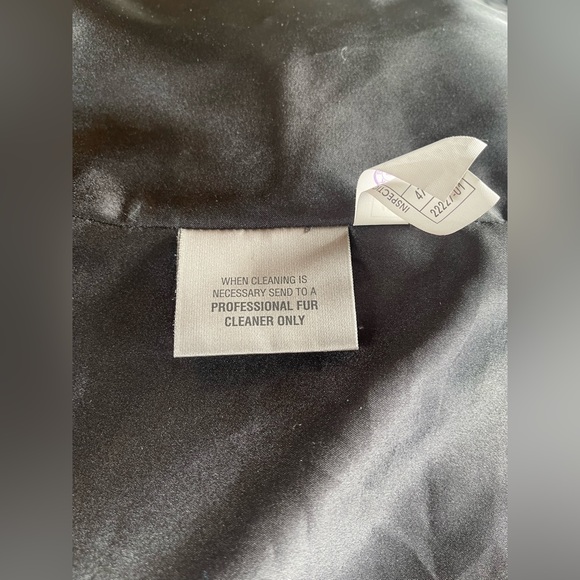 WHEN CLEANING IS
NECESSARY SEND TO A
PROFESSIONAL FUR
CLEANER ONLY